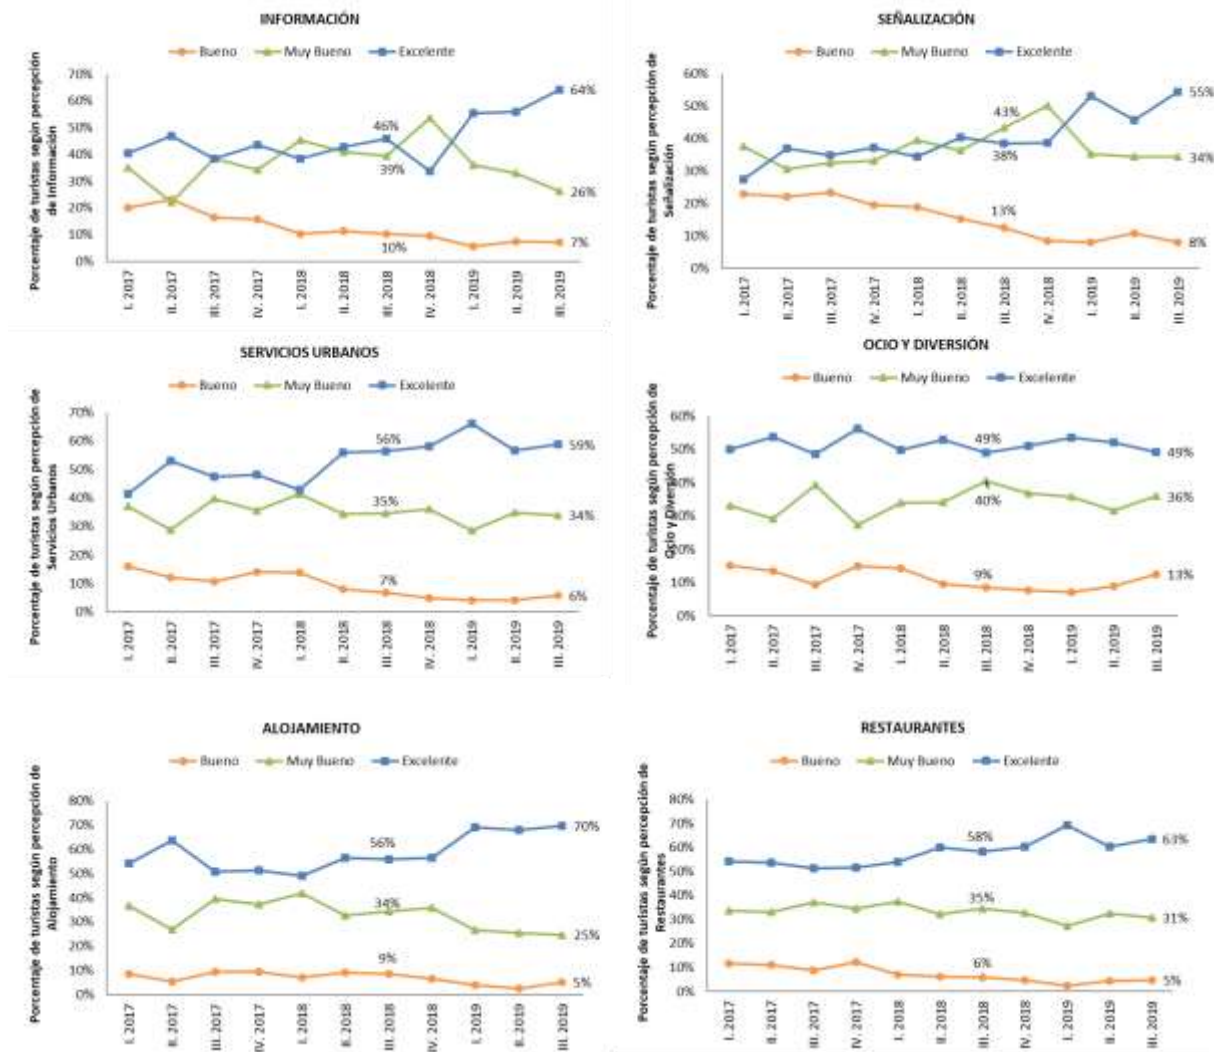 INFORMACIÓN
Bueno Muy Bueno Excelente
Porcentaje de turistas según percepción
de Información
70%
60%
50%
40%
30%
20%
10%
0%
46%
39%
10%
64%
26%
7%
I. 2017
II. 2017
III. 2017
IV. 2017
I. 2018
II. 2018
III. 2018
IV. 2018
I. 2019
II. 2019
III. 2019
SEÑALIZACIÓN
Bueno Muy Bueno Excelente
Porcentaje de turistas según percepción de
Señalización
60%
50%
40%
30%
20%
10%
0%
43%
38%
13%
55%
34%
8%
I. 2017
II. 2017
III. 2017
IV. 2017
I. 2018
II. 2018
III. 2018
IV. 2018
I. 2019
II. 2019
III. 2019
SERVICIOS URBANOS
Bueno Muy Bueno Excelente
Porcentaje de turistas según percepción de
Servicios Urbanos
70%
60%
50%
40%
30%
20%
10%
0%
56%
35%
7%
59%
34%
6%
I. 2017
II. 2017
III. 2017
IV. 2017
I. 2018
II. 2018
III. 2018
IV. 2018
I. 2019
II. 2019
III. 2019
OCIO Y DIVERSIÓN
Bueno Muy Bueno Excelente
Porcentaje de turistas según percepción de
Ocio y Diversión
60%
50%
40%
30%
20%
10%
0%
49%
40%
9%
49%
36%
13%
I. 2017
II. 2017
III. 2017
IV. 2017
I. 2018
II. 2018
III. 2018
IV. 2018
I. 2019
II. 2019
III. 2019
ALOJAMIENTO
Bueno Muy Bueno Excelente
Porcentaje de turistas según percepción de
Alojamiento
80%
70%
60%
50%
40%
30%
20%
10%
0%
56%
34%
9%
70%
25%
5%
I. 2017
II. 2017
III. 2017
IV. 2017
I. 2018
II. 2018
III. 2018
IV. 2018
I. 2019
II. 2019
III. 2019
RESTAURANTES
Bueno Muy Bueno Excelente
Porcentaje de turistas según percepción de
Restaurantes
80%
70%
60%
50%
40%
30%
20%
10%
0%
58%
35%
6%
63%
31%
5%
I. 2017
II. 2017
III. 2017
IV. 2017
I. 2018
II. 2018
III. 2018
IV. 2018
I. 2019
II. 2019
III. 2019